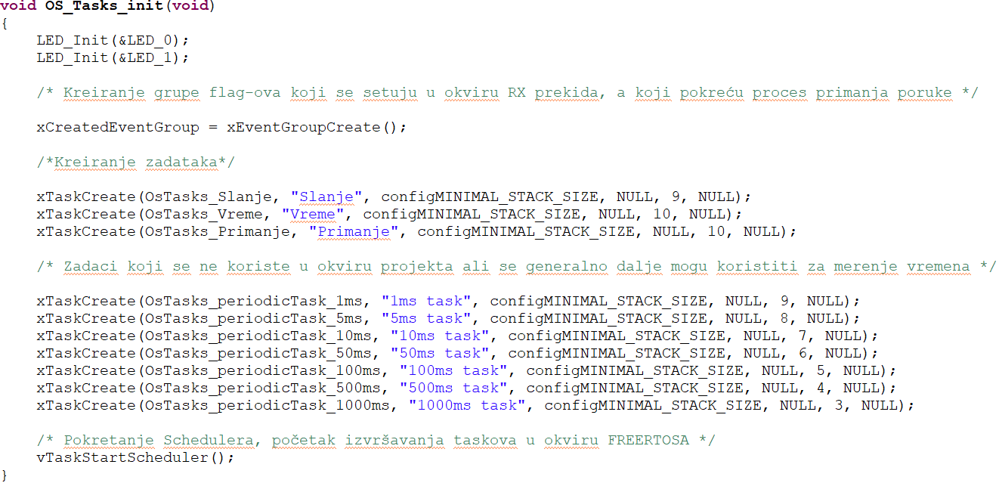 void OS_Tasks_init(void)
{
LED_Init(&LED_0);
LED_Init(&LED_1);
/* Kreiranje grupe flag-ova koji se setuju u okviru RX prekida, a koji pokreću proces primanja poruke */
xCreatedEventGroup = xEventGroupCreate();
/*Kreiranje zadataka*/
xTaskCreate(OsTasks_Slanje, "Slanje", configMINIMAL_STACK_SIZE, NULL, 9, NULL);
xTaskCreate(OsTasks_Vreme, "Vreme", configMINIMAL_STACK_SIZE, NULL, 10, NULL);
xTaskCreate(OsTasks_Primanje, "Primanje", configMINIMAL_STACK_SIZE, NULL, 10, NULL);
/* Zadaci koji se ne koriste u okviru projekta ali se generalno dalje mogu koristiti za merenje vremena */
xTaskCreate(OsTasks_periodicTask_1ms, "1ms task", configMINIMAL_STACK_SIZE, NULL, 9, NULL);
xTaskCreate(OsTasks_periodicTask_5ms, "5ms task", configMINIMAL_STACK_SIZE, NULL, 8, NULL);
xTaskCreate(OsTasks_periodicTask_10ms, "10ms task", configMINIMAL_STACK_SIZE, NULL, 7, NULL);
xTaskCreate(OsTasks_periodicTask_50ms, "50ms task", configMINIMAL_STACK_SIZE, NULL, 6, NULL);
xTaskCreate(OsTasks_periodicTask_100ms, "100ms task", configMINIMAL_STACK_SIZE, NULL, 5, NULL);
xTaskCreate(OsTasks_periodicTask_500ms, "500ms task", configMINIMAL_STACK_SIZE, NULL, 4, NULL);
xTaskCreate(OsTasks_periodicTask_1000ms, "1000ms task", configMINIMAL_STACK_SIZE, NULL, 3, NULL);
/* Pokretanje Schedulera, početak izvršavanja taskova u okviru FREERTOSA */
vTaskStartScheduler();
}